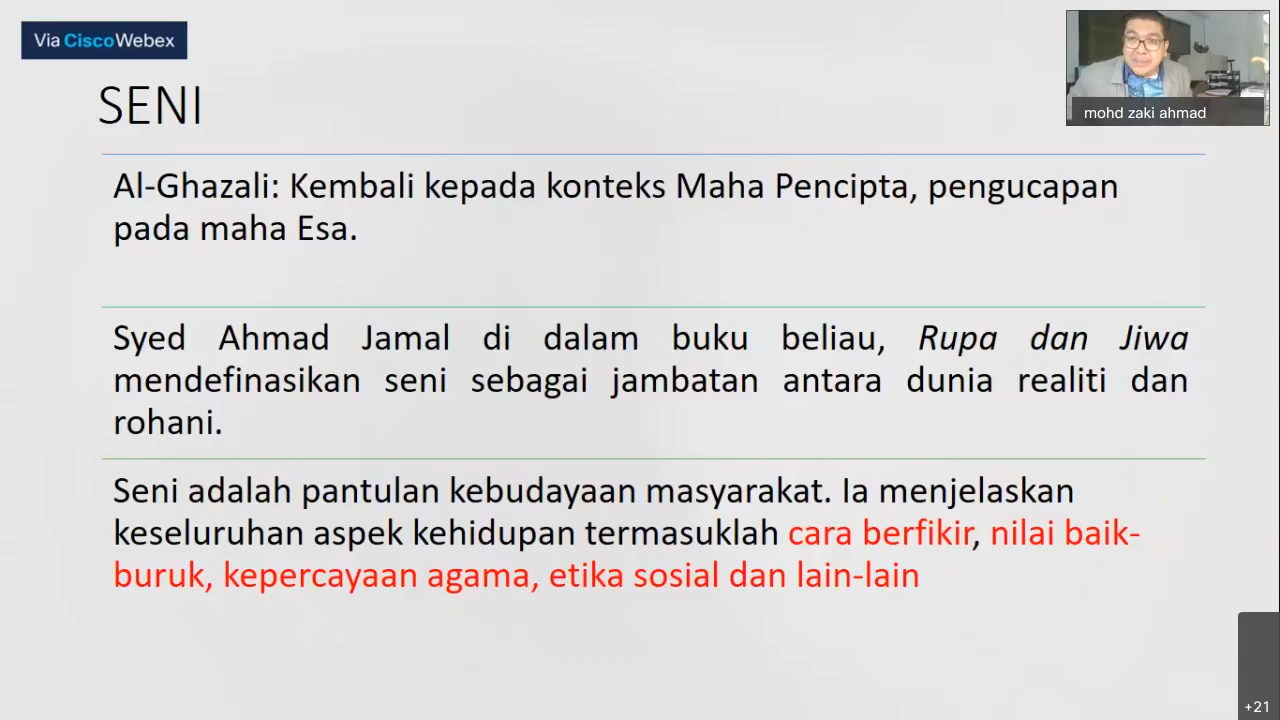 Via Cisco Webex
mohd zaki ahmad
SENI
Al-Ghazali: Kembali kepada konteks Maha Pencipta, pengucapan
pada maha Esa.
Syed Ahmad Jamal di dalam buku beliau, Rupa dan Jiwa
mendefinasikan seni sebagai jambatan antara dunia realiti dan
rohani.
Seni adalah pantulan kebudayaan masyarakat. Ia menjelaskan
keseluruhan aspek kehidupan termasuklah cara berfikir, nilai baik-
buruk, kepercayaan agama, etika sosial dan lain-lain
+21